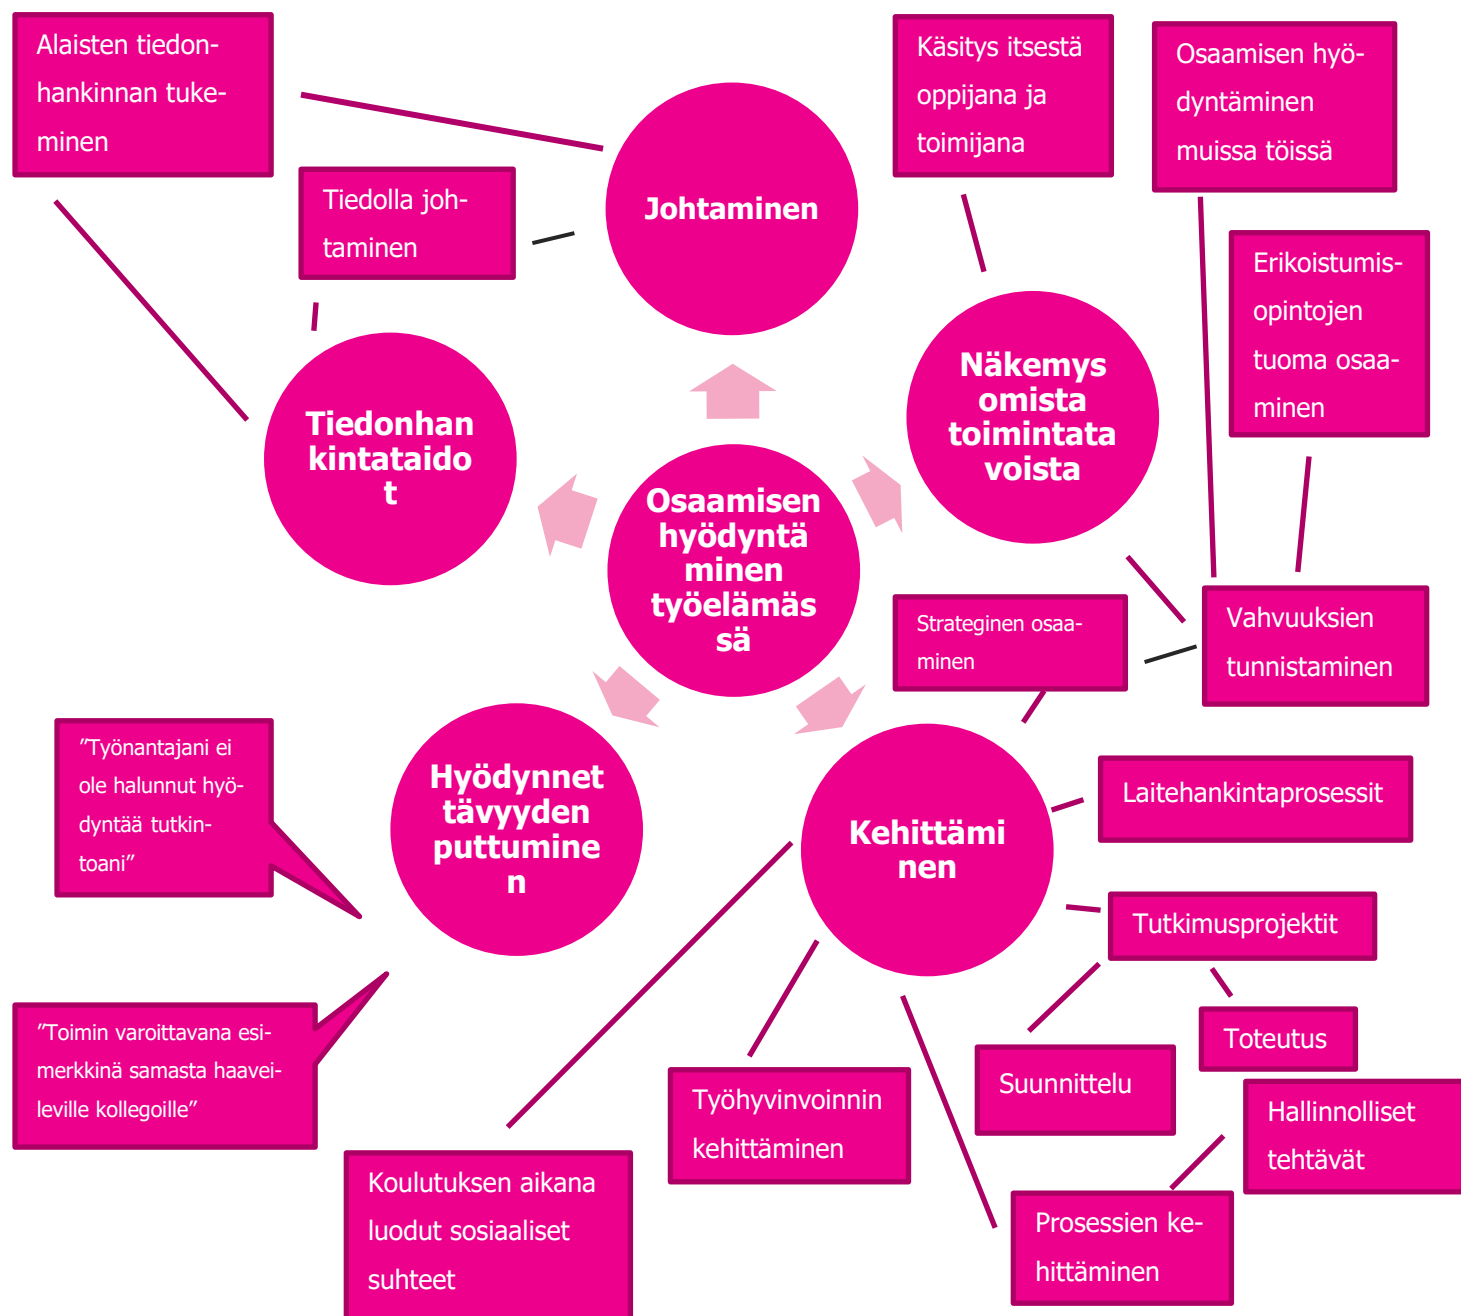 Alaisten tiedon-
hankinnan tuke-
minen
Käsitys itsestä
oppijana ja
toimijana
Osaamisen hyö-
dyntäminen
muissa töissä
Tiedolla joh-
taminen
Johtaminen
Erikoistumis-
opintojen
tuoma osaa-
minen
Näkemys
omista
toimintata
voista
Tiedonhan
kintataido
t
Osaamisen
hyödyntä
minen
työelämäs
sä
Strateginen osaa-
minen
Vahvuuksien
tunnistaminen
”Työnantajani ei
ole halunnut hyö-
dyntää tutkin-
toani”
Hyödynnet
tävyyden
puttumine
n
Kehittämi
nen
Laitehankintaprosessit
Tutkimusprojektit
”Toimin varoittavana esi-
merkkinä samasta haavei-
leville kollegoille”
Toteutus
Suunnittelu
Työhyvinvoinnin
kehittäminen
Hallinnolliset
tehtävät
Koulutuksen aikana
luodut sosiaaliset
suhteet
Prosessien ke-
hittäminen